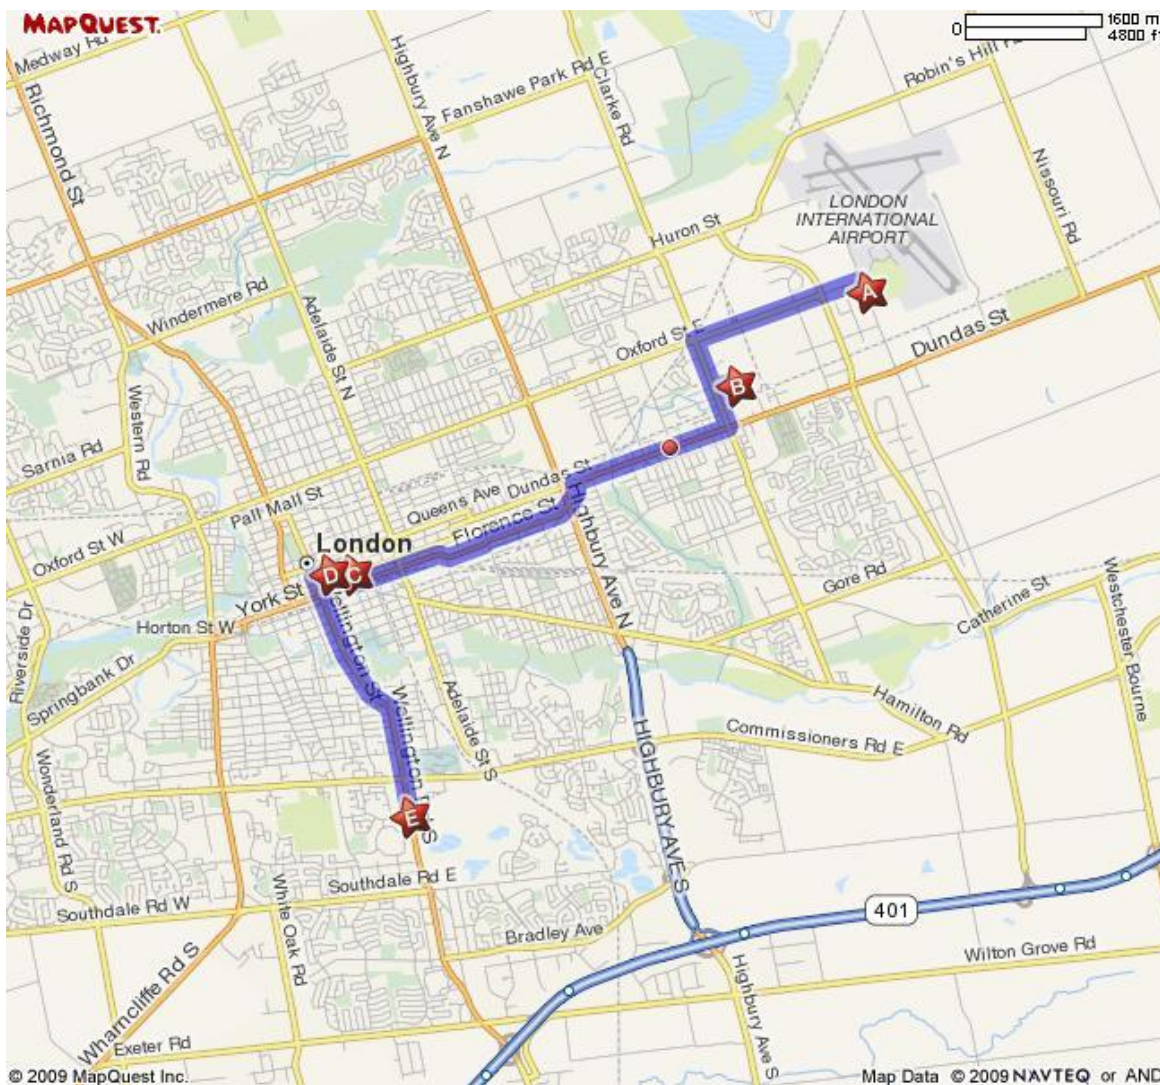 MAPQUEST.
0
1600 m
4800 ft
Medway Rd
Highbury Ave N
Fanshawe Park Rd E
Clarke Rd
Robin's Hill Rd
Richmond St
Nissouri Rd
LONDON
INTERNATIONAL
AIRPORT
Huron St
A
Windermere Rd
Adelaide St N
Oxford St E
Dundas St
B
Western Rd
Sarnia Rd
Pall Mall St
Queens Ave
Dundas St
Florence St
Highbury Ave N
Oxford St W
London
D
C
York St
Gore Rd
Catherine St
Westchester Bourne
Riverside Dr
Horton St W
Wellington St
Springbank Dr
Wellington Rd S
Adelaide St S
Hamilton Rd
Commissioners Rd E
Wonderland Rd S
HIGHBURY AVE S
E
Southdale Rd E
Southdale Rd W
White Oak Rd
401
Bradley Ave
Wilton Grove Rd
Wharncliffe Rd S
Highbury Ave S
Exeter Rd
© 2009 MapQuest Inc.
Map Data © 2009 NAVTEQ or AND